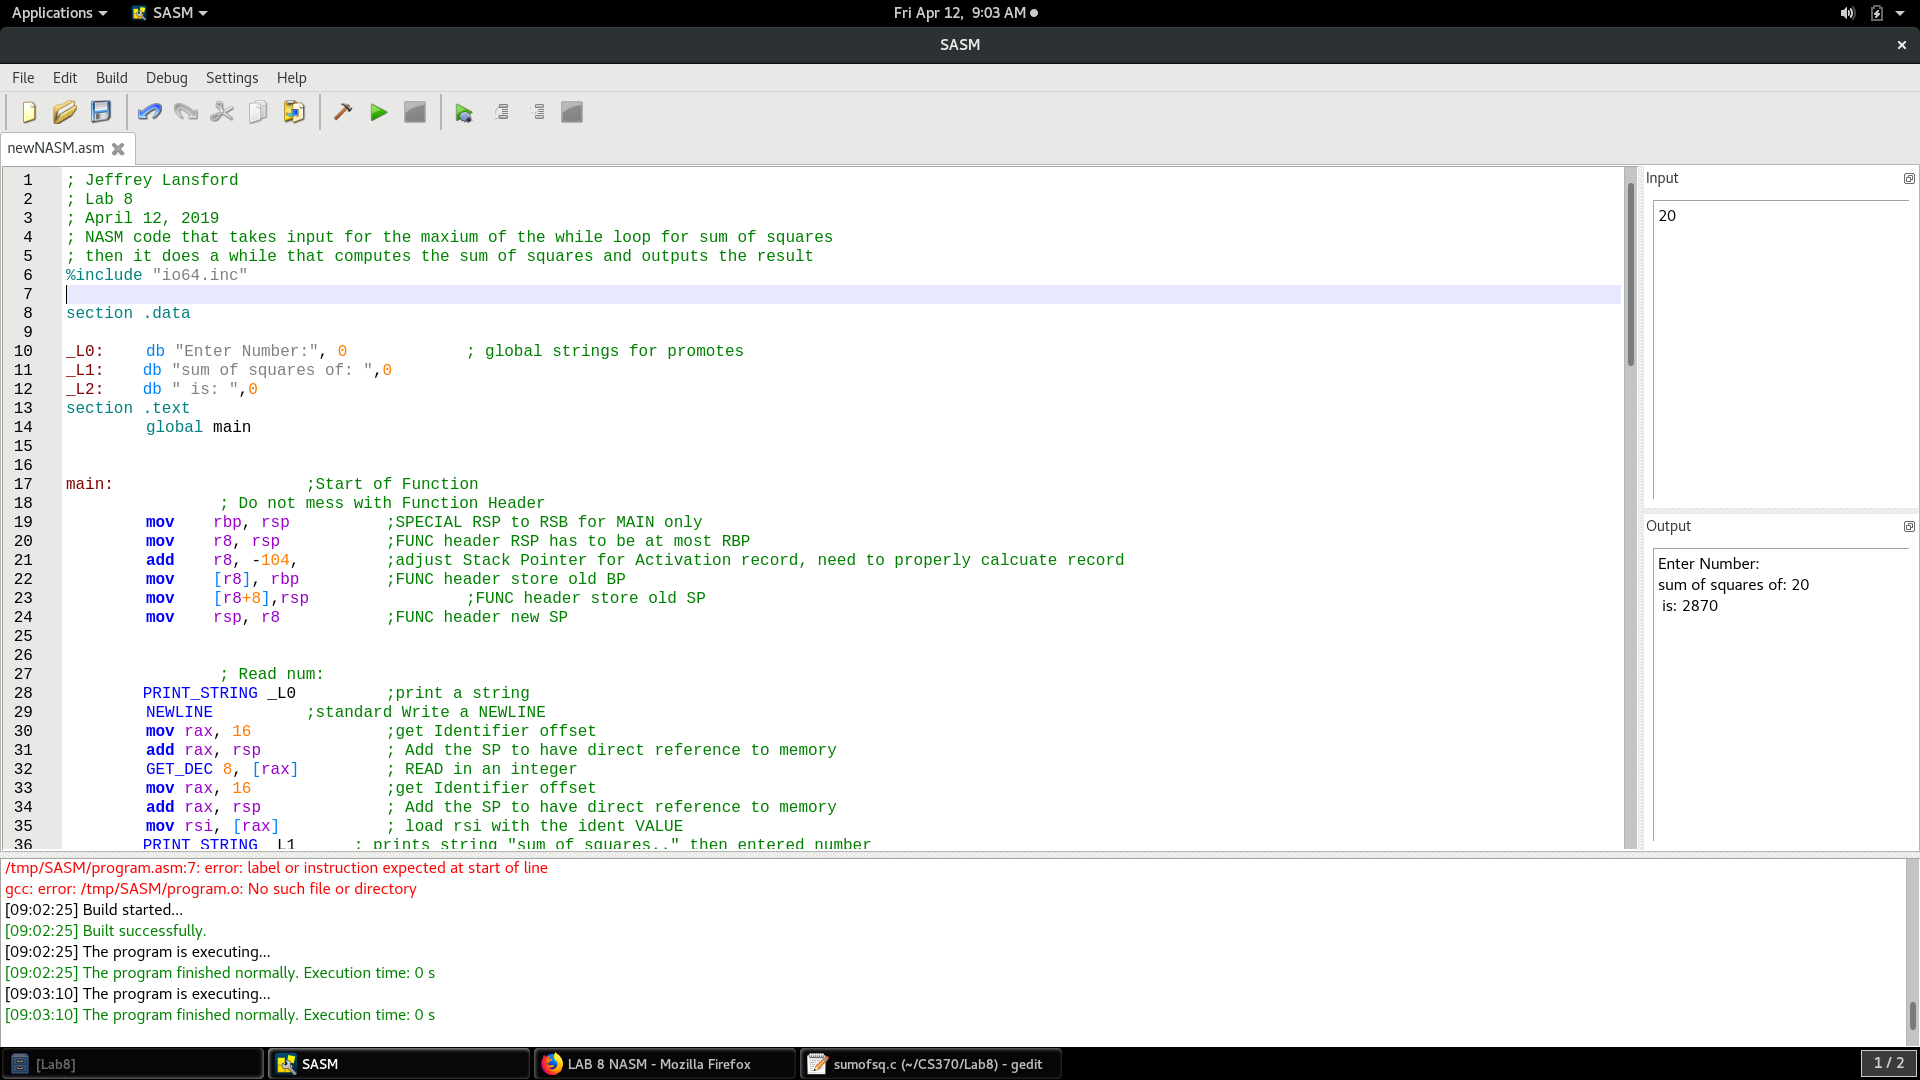 Applications SASM Fri Apr 12, 9:03 AM
SASM
File Edit Build Debug Settings Help
newNASM.asm
1 ; Jeffrey Lansford
2 ; Lab 8
3 ; April 12, 2019
4 ; NASM code that takes input for the maxium of the while loop for sum of squares
5 ; then it does a while that computes the sum of squares and outputs the result
6 %include "io64.inc"
7
8 section .data
9
10 _L0: db "Enter Number:", 0 ; global strings for promotes
11 _L1: db "sum of squares of: ",0
12 _L2: db " is: ",0
13 section .text
14 global main
15
16
17 main: ;Start of Function
18 ; Do not mess with Function Header
19 mov rbp, rsp ;SPECIAL RSP to RSB for MAIN only
20 mov r8, rsp ;FUNC header RSP has to be at most RBP
21 add r8, -104, ;adjust Stack Pointer for Activation record, need to properly calcuate record
22 mov [r8], rbp ;FUNC header store old BP
23 mov [r8+8],rsp ;FUNC header store old SP
24 mov rsp, r8 ;FUNC header new SP
25
26
27 ; Read num:
28 PRINT_STRING _L0 ;print a string
29 NEWLINE ;standard Write a NEWLINE
30 mov rax, 16 ;get Identifier offset
31 add rax, rsp ; Add the SP to have direct reference to memory
32 GET_DEC 8, [rax] ; READ in an integer
33 mov rax, 16 ;get Identifier offset
34 add rax, rsp ; Add the SP to have direct reference to memory
35 mov rsi, [rax] ; load rsi with the ident VALUE
36 PRINT_STRING _L1 ; prints string "sum of squares.." then entered number
Input
20
Output
Enter Number:
sum of squares of: 20
is: 2870
/tmp/SASM/program.asm:7: error: label or instruction expected at start of line
gcc: error: /tmp/SASM/program.o: No such file or directory
[09:02:25] Build started...
[09:02:25] Built successfully.
[09:02:25] The program is executing...
[09:02:25] The program finished normally. Execution time: 0 s
[09:03:10] The program is executing...
[09:03:10] The program finished normally. Execution time: 0 s
[Lab8] SASM LAB 8 NASM - Mozilla Firefox sumofsq.c (~/CS370/Lab8) - gedit 1 / 2